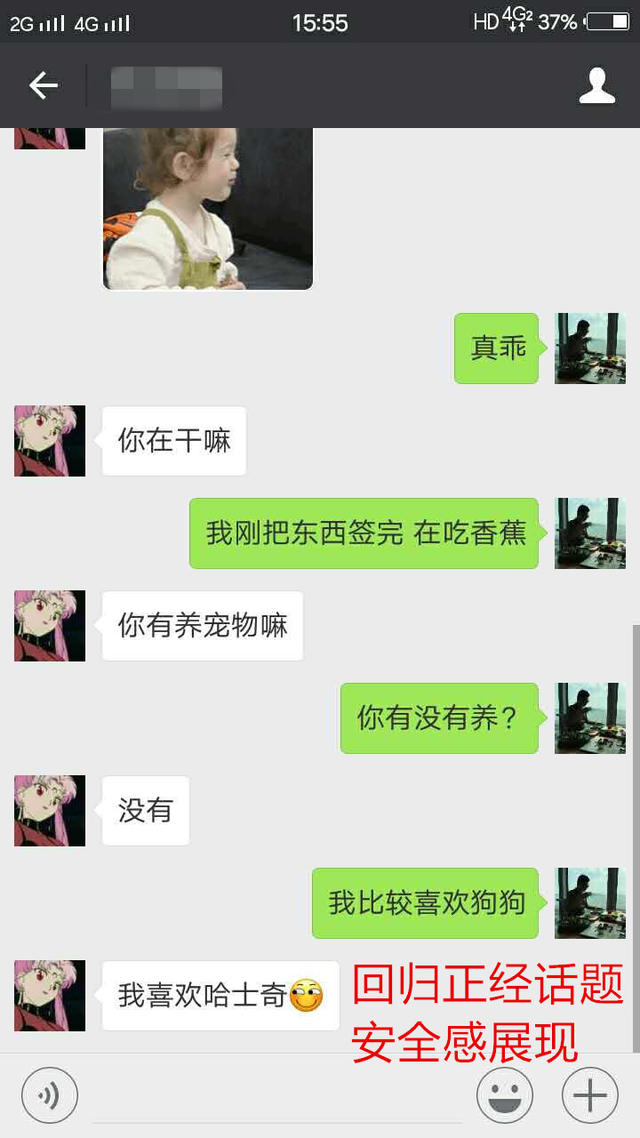 2G 4G 15:55 HD 4G2 37%
真乖
你在干嘛
我刚把东西签完 在吃香蕉
你有养宠物嘛
你有没有养？
没有
我比较喜欢狗狗
我喜欢哈士奇
回归正经话题
安全感展现